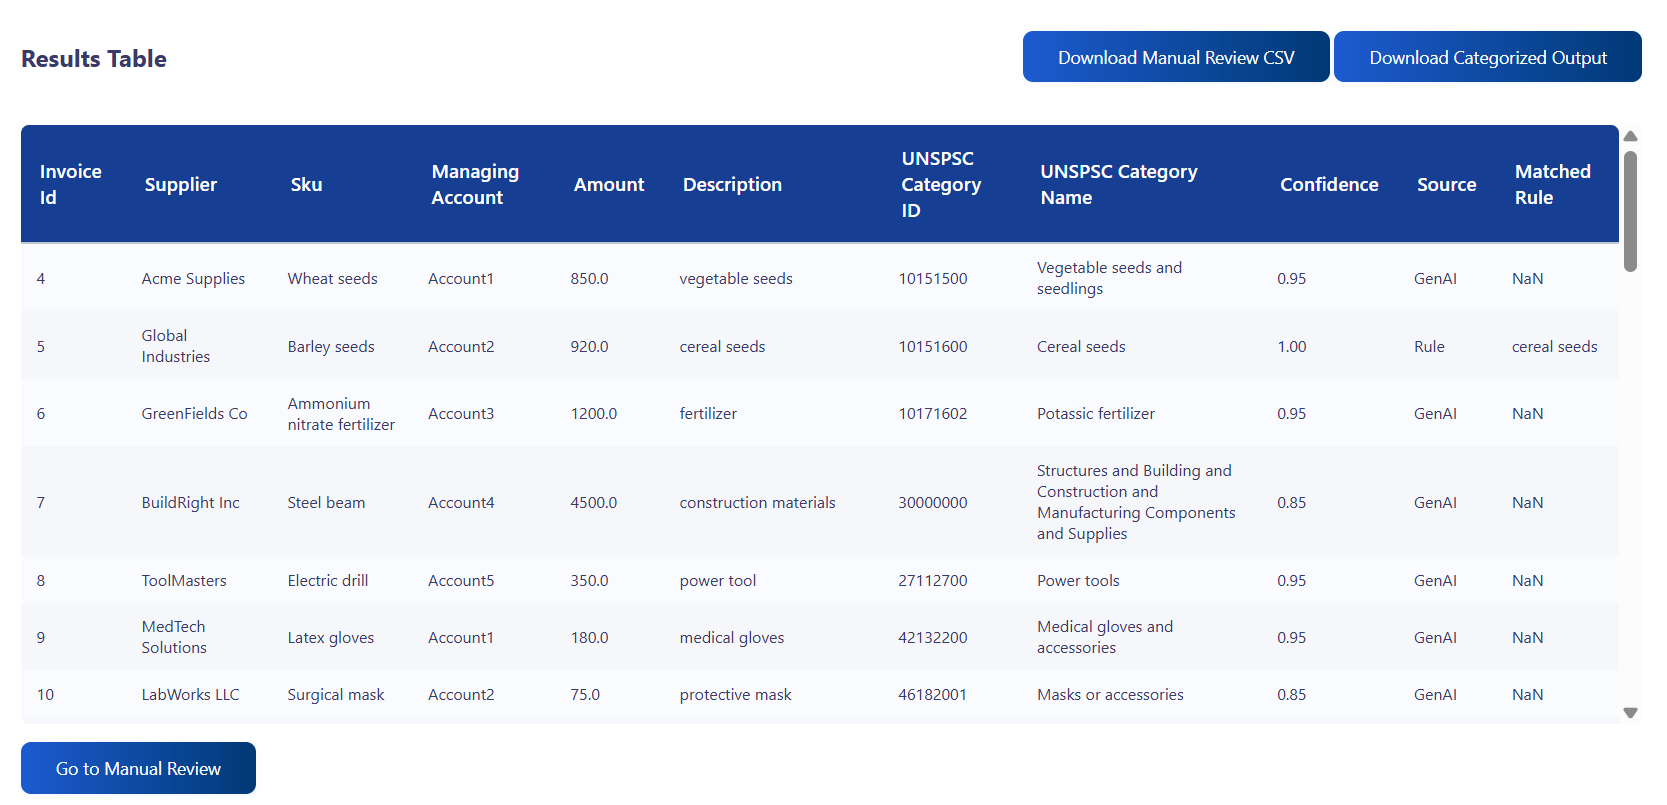 Results Table
Download Manual Review CSV
Download Categorized Output
Invoice Id Supplier Sku Managing Account Amount Description UNSPSC Category ID UNSPSC Category Name Confidence Source Matched Rule
4 Acme Supplies Wheat seeds Account1 850.0 vegetable seeds 10151500 Vegetable seeds and seedlings 0.95 GenAI NaN
5 Global Industries Barley seeds Account2 920.0 cereal seeds 10151600 Cereal seeds 1.00 Rule cereal seeds
6 GreenFields Co Ammonium nitrate fertilizer Account3 1200.0 fertilizer 10171602 Potassic fertilizer 0.95 GenAI NaN
7 BuildRight Inc Steel beam Account4 4500.0 construction materials 30000000 Structures and Building and Construction and Manufacturing Components and Supplies 0.85 GenAI NaN
8 ToolMasters Electric drill Account5 350.0 power tool 27112700 Power tools 0.95 GenAI NaN
9 MedTech Solutions Latex gloves Account1 180.0 medical gloves 42132200 Medical gloves and accessories 0.95 GenAI NaN
10 LabWorks LLC Surgical mask Account2 75.0 protective mask 46182001 Masks or accessories 0.85 GenAI NaN
Go to Manual Review